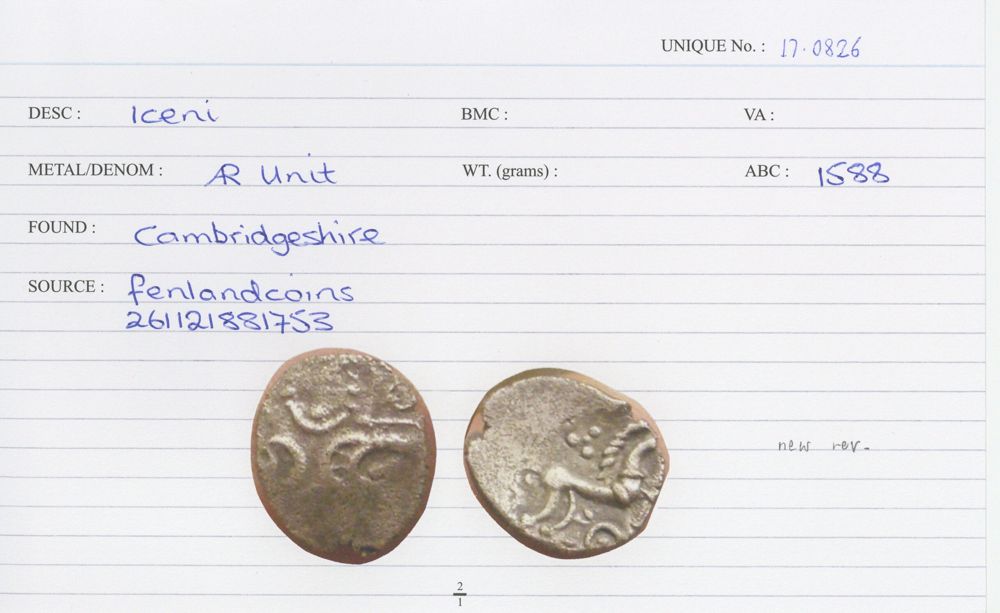 UNIQUE No. : 17.0826
DESC : Iceni BMC : VA :
METAL/DENOM : AR Unit WT. (grams) : ABC : 1588
FOUND : Cambridgeshire
SOURCE : fenlandcoins
261121881753
new rev.
2
1